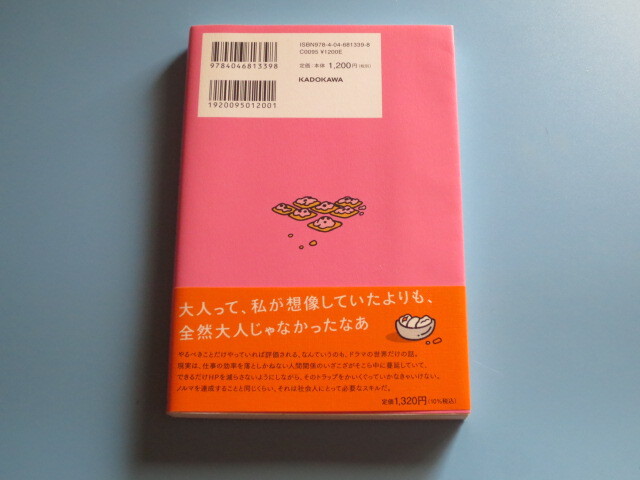 9784046813398
1920095012001
ISBN978-4-04-681339-8
C0095 ¥1200E
定価:本体1,200円(税別)
KADOKAWA
大人って、私が想像していたよりも、
全然大人じゃなかったなあ
やるべきことだけやっていれば評価される、なんていうのも、ドラマの世界だけの話。
現実は、仕事の効率を落としかねない人間関係のいざこざがそこら中に蔓延していて、
できるだけHPを減らさないようにしながら、そのトラップをかいくぐっていかなきゃいけない。
ノルマを達成することと同じくらい、それは社会人にとって必要なスキルだ。
定価1,320円(10%税込)